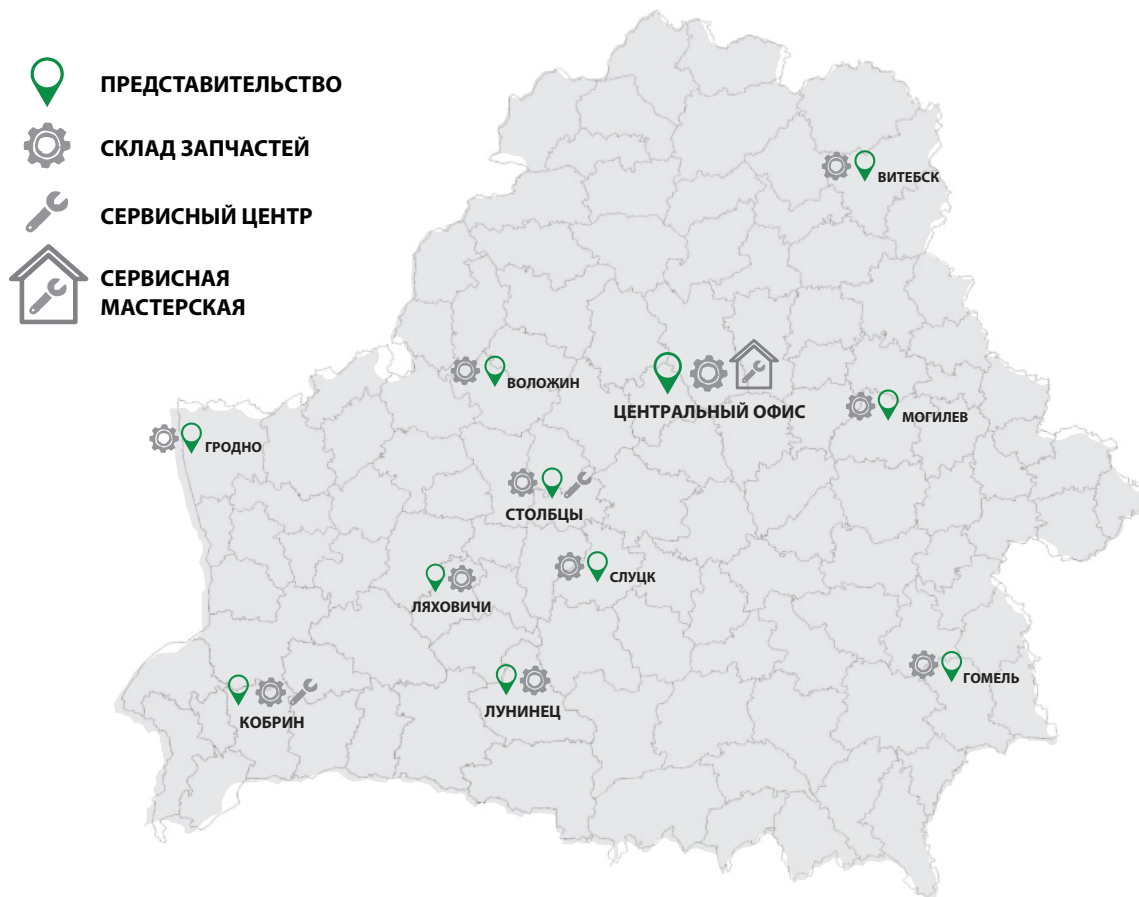 ПРЕДСТАВИТЕЛЬСТВО
СКЛАД ЗАПЧАСТЕЙ
СЕРВИСНЫЙ ЦЕНТР
СЕРВИСНАЯ
МАСТЕРСКАЯ
ВИТЕБСК
ВОЛОЖИН
ЦЕНТРАЛЬНЫЙ ОФИС
МОГИЛЕВ
ГРОДНО
СТОЛБЦЫ
СЛУЦК
ЛЯХОВИЧИ
ГОМЕЛЬ
ЛУНИНЕЦ
КОБРИН